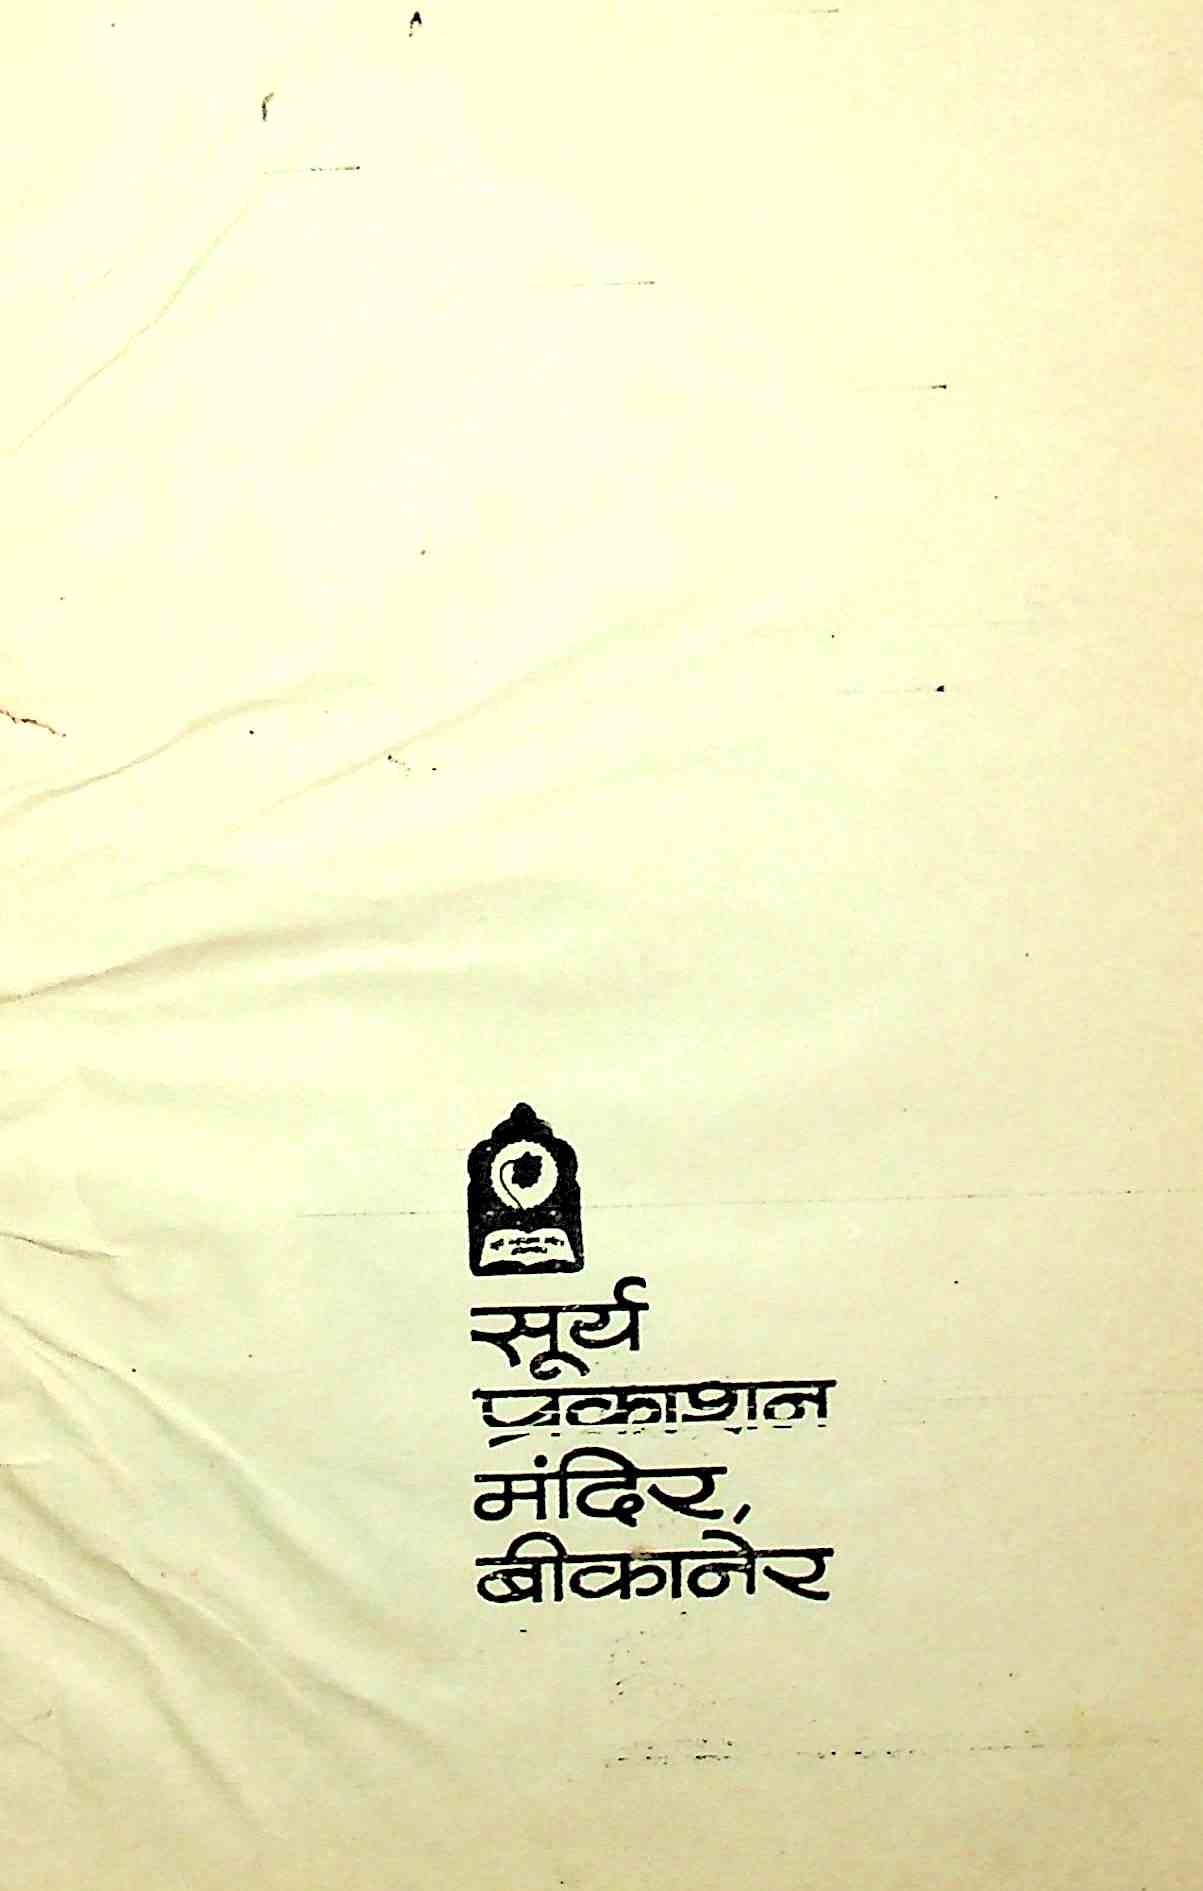 सूर्य
प्रकाशन
मंदिर,
बीकानेर